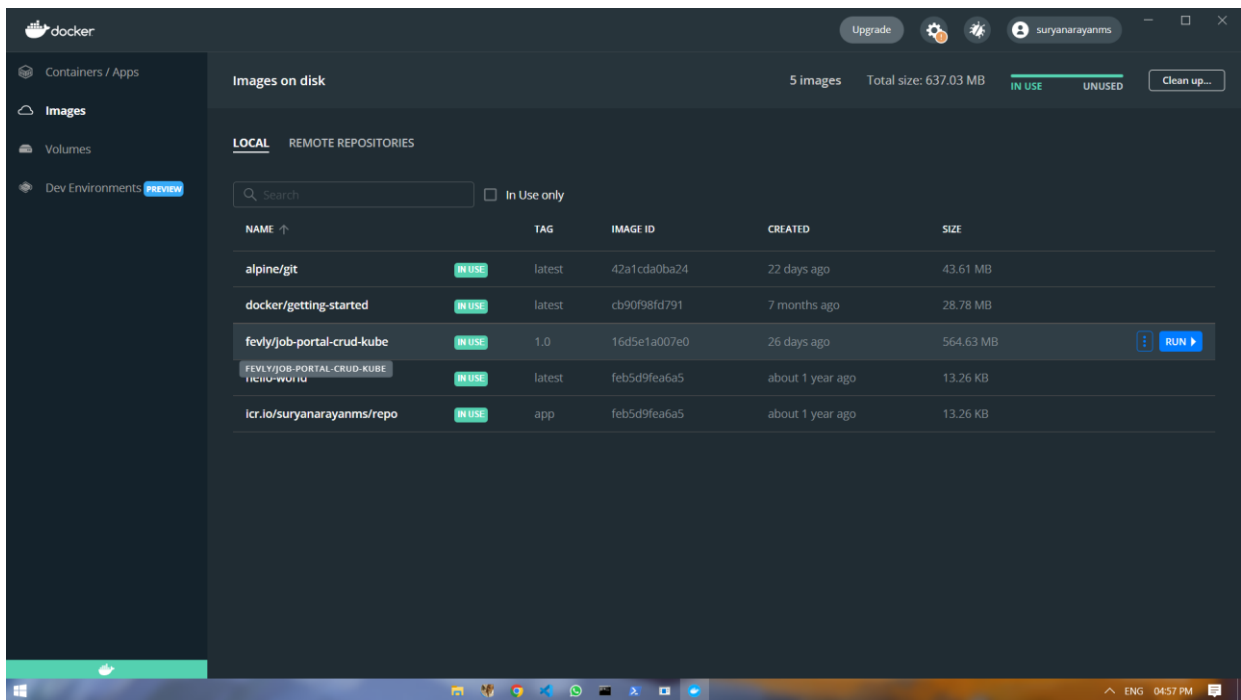 docker
Upgrade
suryanarayanms
Containers / Apps
Images
Volumes
Dev Environments PREVIEW
Images on disk
5 images Total size: 637.03 MB IN USE UNUSED Clean up...
LOCAL REMOTE REPOSITORIES
Search In Use only
NAME TAG IMAGE ID CREATED SIZE
alpine/git IN USE latest 42a1cda0ba24 22 days ago 43.61 MB
docker/getting-started IN USE latest cb90f98fd791 7 months ago 28.78 MB
fevly/job-portal-crud-kube IN USE 1.0 16d5e1a007e0 26 days ago 564.63 MB RUN
FEVLY/JOB-PORTAL-CRUD-KUBE
hello-world IN USE latest feb5d9fea6a5 about 1 year ago 13.26 KB
icr.io/suryanarayanms/repo IN USE app feb5d9fea6a5 about 1 year ago 13.26 KB
ENG 04:57 PM